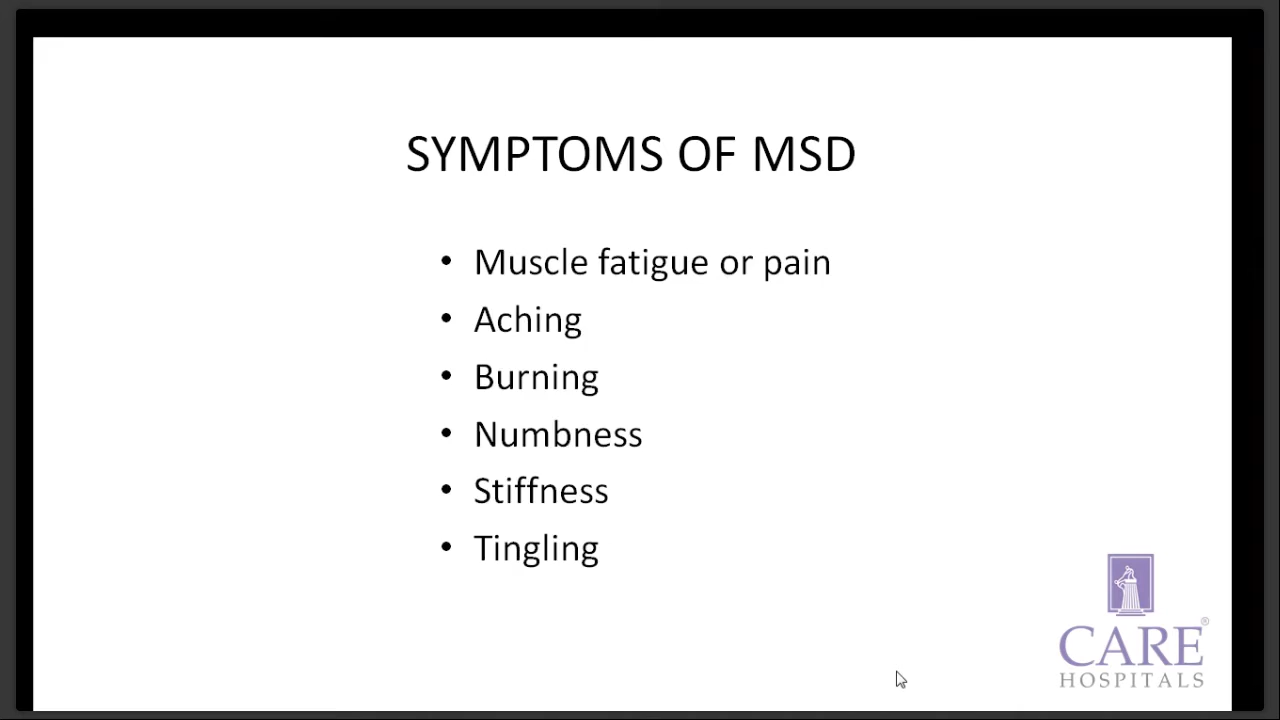 SYMPTOMS OF MSD
• Muscle fatigue or pain
• Aching
• Burning
• Numbness
• Stiffness
• Tingling
CARE®
HOSPITALS